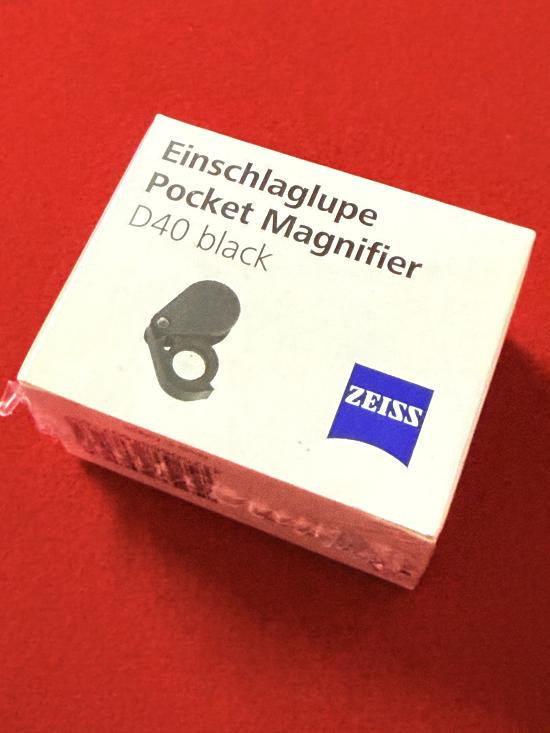 Einschlaglupe
Pocket Magnifier
D40 black
ZEISS